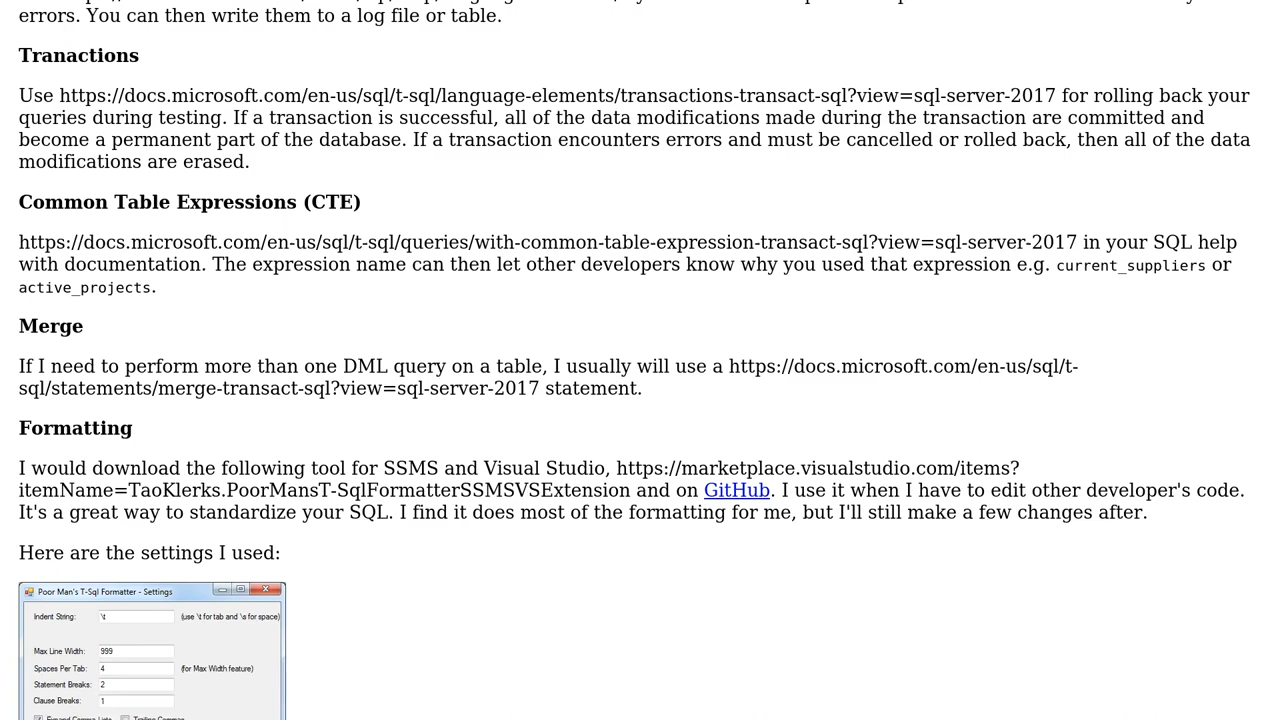 errors. You can then write them to a log file or table.
Tranactions
Use https://docs.microsoft.com/en-us/sql/t-sql/language-elements/transactions-transact-sql?view=sql-server-2017 for rolling back your
queries during testing. If a transaction is successful, all of the data modifications made during the transaction are committed and
become a permanent part of the database. If a transaction encounters errors and must be cancelled or rolled back, then all of the data
modifications are erased.
Common Table Expressions (CTE)
https://docs.microsoft.com/en-us/sql/t-sql/queries/with-common-table-expression-transact-sql?view=sql-server-2017 in your SQL help
with documentation. The expression name can then let other developers know why you used that expression e.g. current_suppliers or
active_projects.
Merge
If I need to perform more than one DML query on a table, I usually will use a https://docs.microsoft.com/en-us/sql/t-
sql/statements/merge-transact-sql?view=sql-server-2017 statement.
Formatting
I would download the following tool for SSMS and Visual Studio, https://marketplace.visualstudio.com/items?
itemName=TaoKlerks.PoorMansT-SqlFormatterSSMSVSExtension and on GitHub. I use it when I have to edit other developer's code.
It's a great way to standardize your SQL. I find it does most of the formatting for me, but I'll still make a few changes after.
Here are the settings I used:
Poor Man's T-Sql Formatter - Settings
Indent String: \t (use \t for tab and \s for space)
Max Line Width: 999
Spaces Per Tab: 4 (for Max Width feature)
Statement Breaks: 2
Clause Breaks: 1